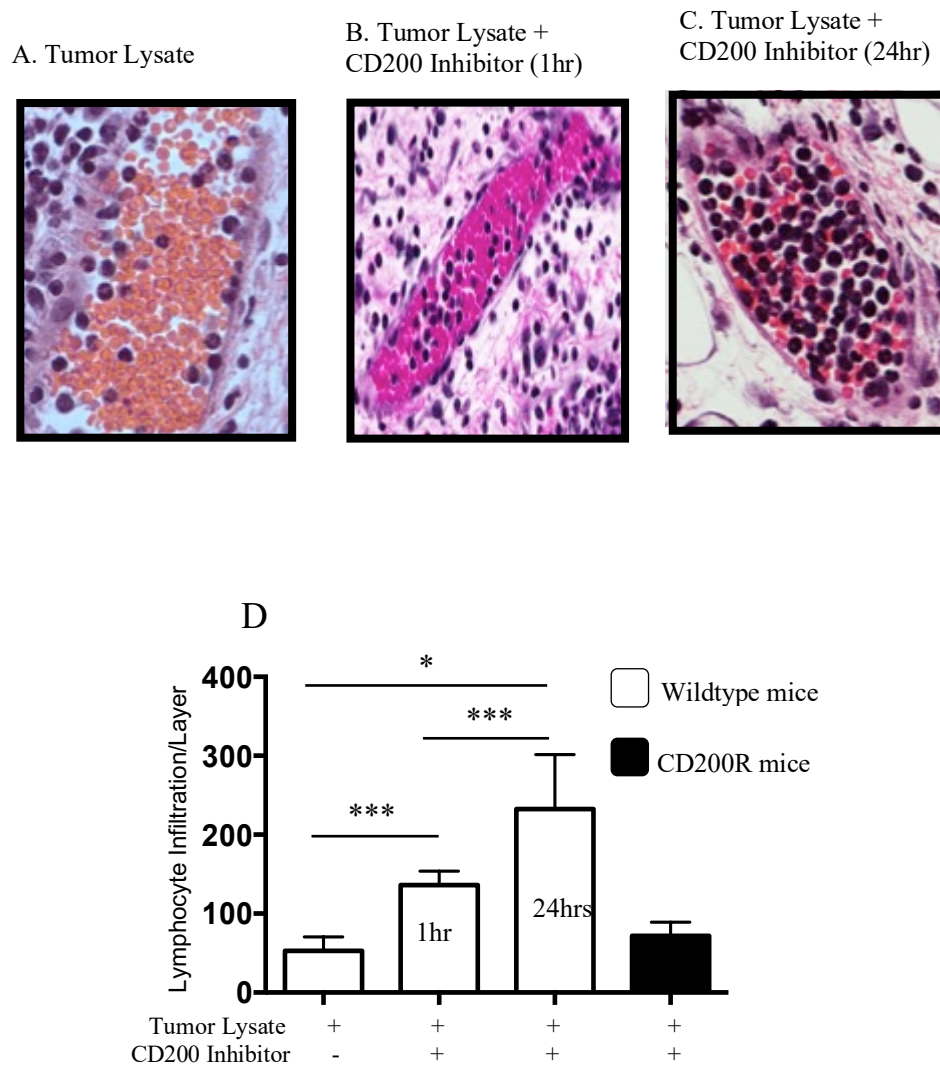 A. Tumor Lysate
B. Tumor Lysate +
CD200 Inhibitor (1hr)
C. Tumor Lysate +
CD200 Inhibitor (24hr)
D
Lymphocyte Infiltration/Layer
400
300
200
100
0
*
***
***
1hr
24hrs
Wildtype mice
CD200R mice
Tumor Lysate + + + +
CD200 Inhibitor - + + +